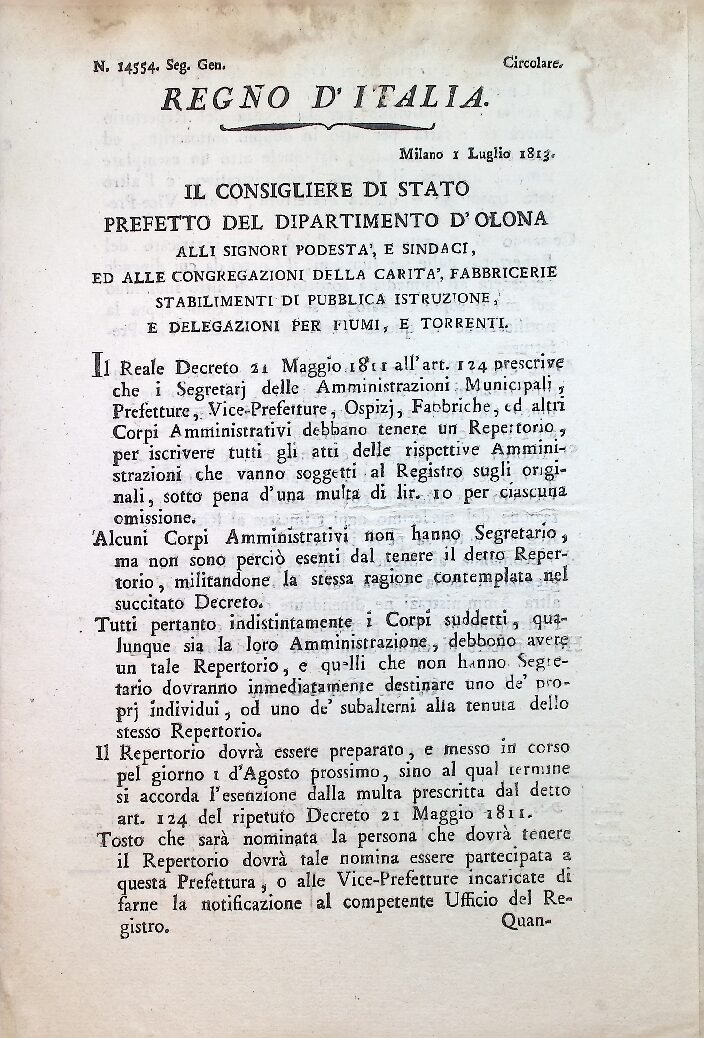 N. 14554. Seg. Gen. Circolare.
REGNO D' ITALIA.
Milano 1 Luglio 1813.
IL CONSIGLIERE DI STATO
PREFETTO DEL DIPARTIMENTO D' OLONA
ALLI SIGNORI PODESTA', E SINDACI,
ED ALLE CONGREGAZIONI DELLA CARITA', FABBRICERIE
STABILIMENTI DI PUBBLICA ISTRUZIONE,
E DELEGAZIONI PER FIUMI, E TORRENTI.
Il Reale Decreto 21 Maggio 1811 all'art. 124 prescrive
che i Segretarj delle Amministrazioni Municipali,
Prefetture, Vice-Prefetture, Ospizj, Fabbriche, ed altri
Corpi Amministrativi debbano tenere un Repertorio,
per iscrivere tutti gli atti delle rispettive Ammini-
strazioni che vanno soggetti al Registro sugli origi-
nali, sotto pena d'una multa di lir. 10 per ciascuna
omissione.
Alcuni Corpi Amministrativi non hanno Segretario,
ma non sono perciò esenti dal tenere il detto Reper-
torio, militandone la stessa ragione contemplata nel
succitato Decreto.
Tutti pertanto indistintamente i Corpi suddetti, qua-
lunque sia la loro Amministrazione, debbono avere
un tale Repertorio, e quelli che non hanno Segre-
tario dovranno immediatamente destinare uno de' pro-
prj individui, od uno de' subalterni alla tenuta dello
stesso Repertorio.
Il Repertorio dovrà essere preparato, e messo in corso
pel giorno 1 d'Agosto prossimo, sino al qual termine
si accorda l'esenzione dalla multa prescritta dal detto
art. 124 del ripetuto Decreto 21 Maggio 1811.
Tosto che sarà nominata la persona che dovrà tenere
il Repertorio dovrà tale nomina essere partecipata a
questa Prefettura, o alle Vice-Prefetture incaricate di
farne la notificazione al competente Ufficio del Re-
gistro. Quan-